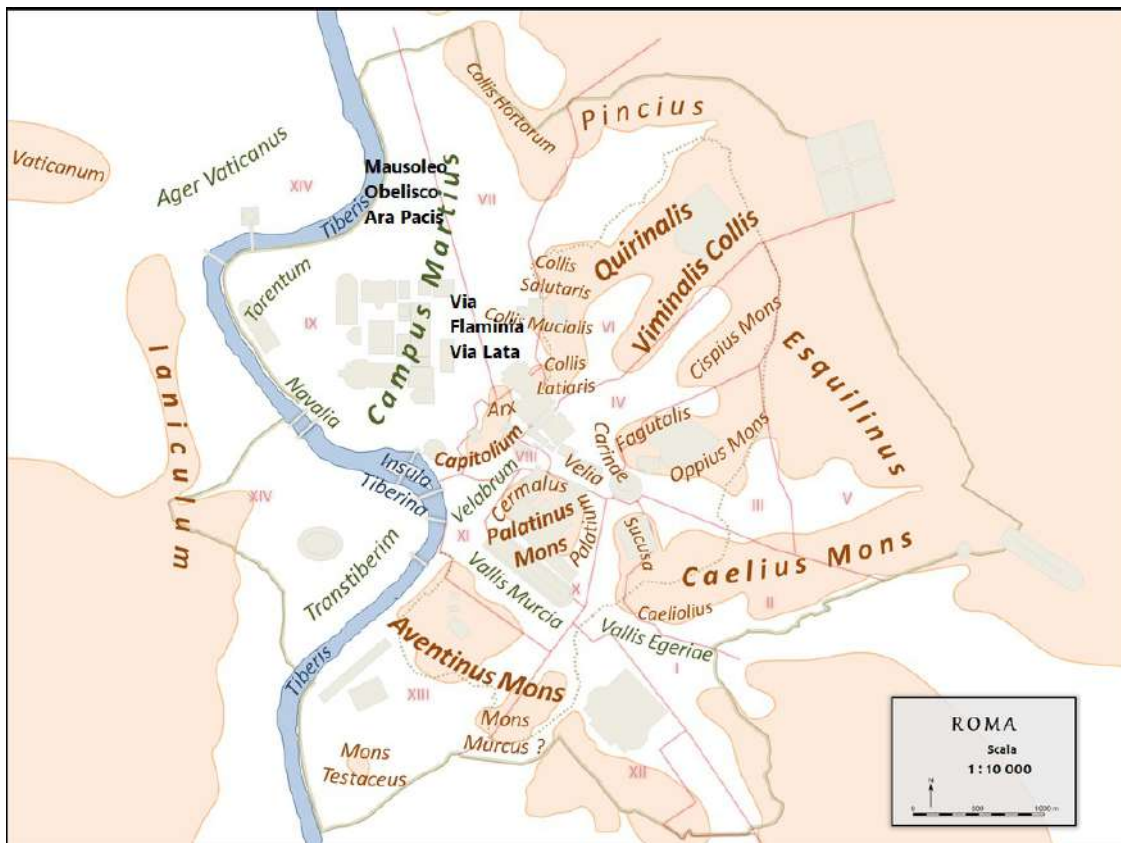 Collis Hortorum
Pincius
Vaticanum
Ager Vaticanus
XIV
Tiberis
Mausoleo
Obelisco
Ara Pacis
Campus Martius
VII
Quirinalis
Viminalis Collis
Collis
Salutaris
Torentum
IX
Via
Flaminia
Via Lata
Collis Mucialis
VI
Cispius Mons
Esquilinus
Collis
Latiaris
Ianiculum
Navalia
Arx
IV
Fagutalis
Carinae
Oppius Mons
Capitolium
VIII
Velia
Insula
Tiberina
Velabrum
Cermalus
Palatinus
Mons
Palatium
III
V
XIV
XI
Sucusa
Caelius Mons
Transtiberim
Vallis Murcia
X
Caeliolus
II
Vallis Egeriae
I
Aventinus Mons
Tiberis
XIII
Mons
Murcus ?
Mons
Testaceus
XII
ROMA
Scala
1:10 000
N
0
500
1000 m